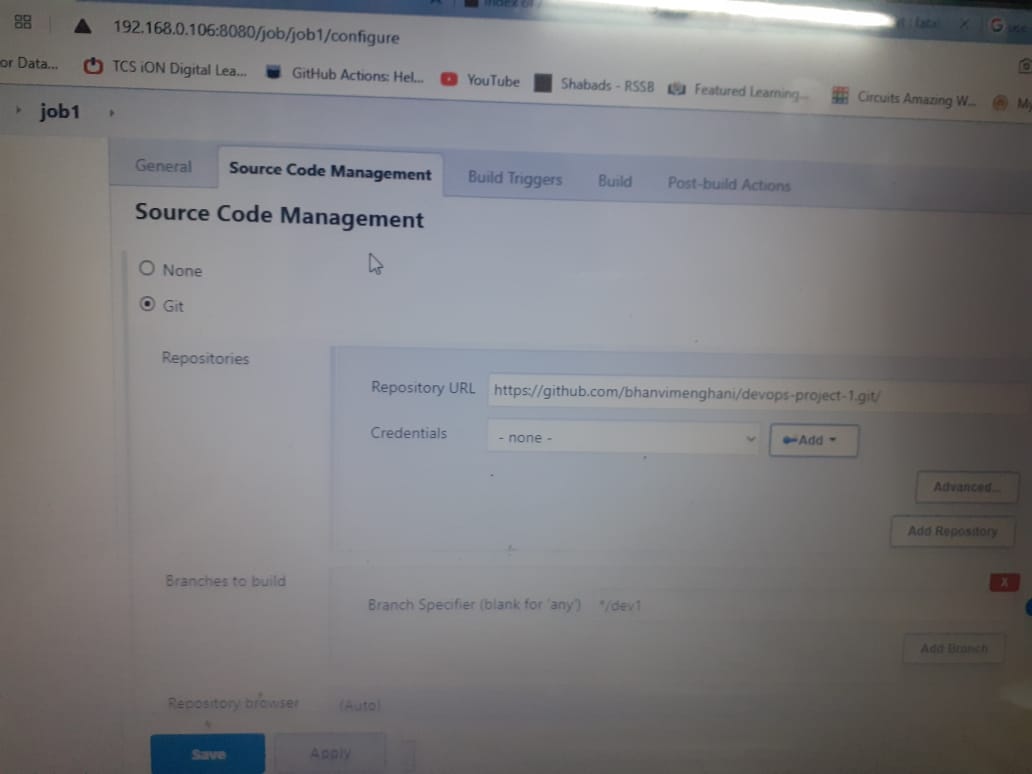 192.168.0.106:8080/job/job1/configure
or Data... TCS iON Digital Lea... GitHub Actions: Hel... YouTube Shabads - RSSB Featured Learning... Circuits Amazing W... My
job1
General Source Code Management Build Triggers Build Post-build Actions
Source Code Management
None
Git
Repositories
Repository URL https://github.com/bhanvimenghani/devops-project-1.git/
Credentials - none - Add
Advanced...
Add Repository
Branches to build
X
Branch Specifier (blank for 'any') */dev1
Add Branch
Repository browser (Auto)
Save Apply